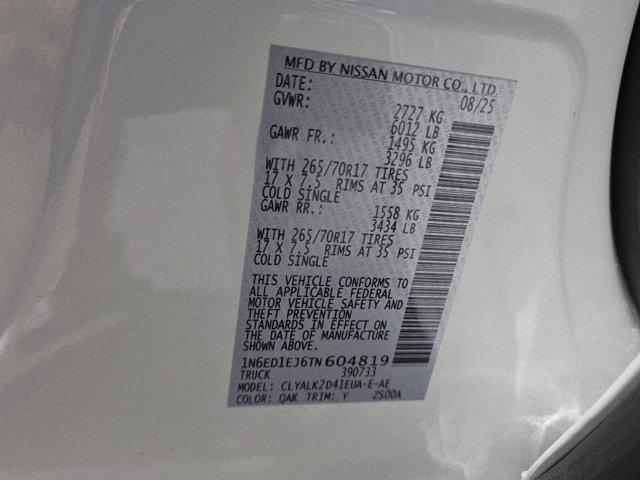 MFD BY NISSAN MOTOR CO., LTD
DATE: 08/25
GVWR: 2727 KG
6012 LB
GAWR FR.: 1495 KG
3296 LB
WITH 265/70R17 TIRES
17 X 7.5 RIMS AT 35 PSI
COLD SINGLE
GAWR RR.: 1558 KG
3434 LB
WITH 265/70R17 TIRES
17 X 7.5 RIMS AT 35 PSI
COLD SINGLE
THIS VEHICLE CONFORMS TO
ALL APPLICABLE FEDERAL
MOTOR VEHICLE SAFETY AND
THEFT PREVENTION
STANDARDS IN EFFECT ON
THE DATE OF MANUFACTURE
SHOWN ABOVE.
1N6ED1EJ6TN604819
TRUCK 390733
MODEL: CLYALK2D41EUA-E-AE
COLOR: QAK TRIM: Y ZS00A